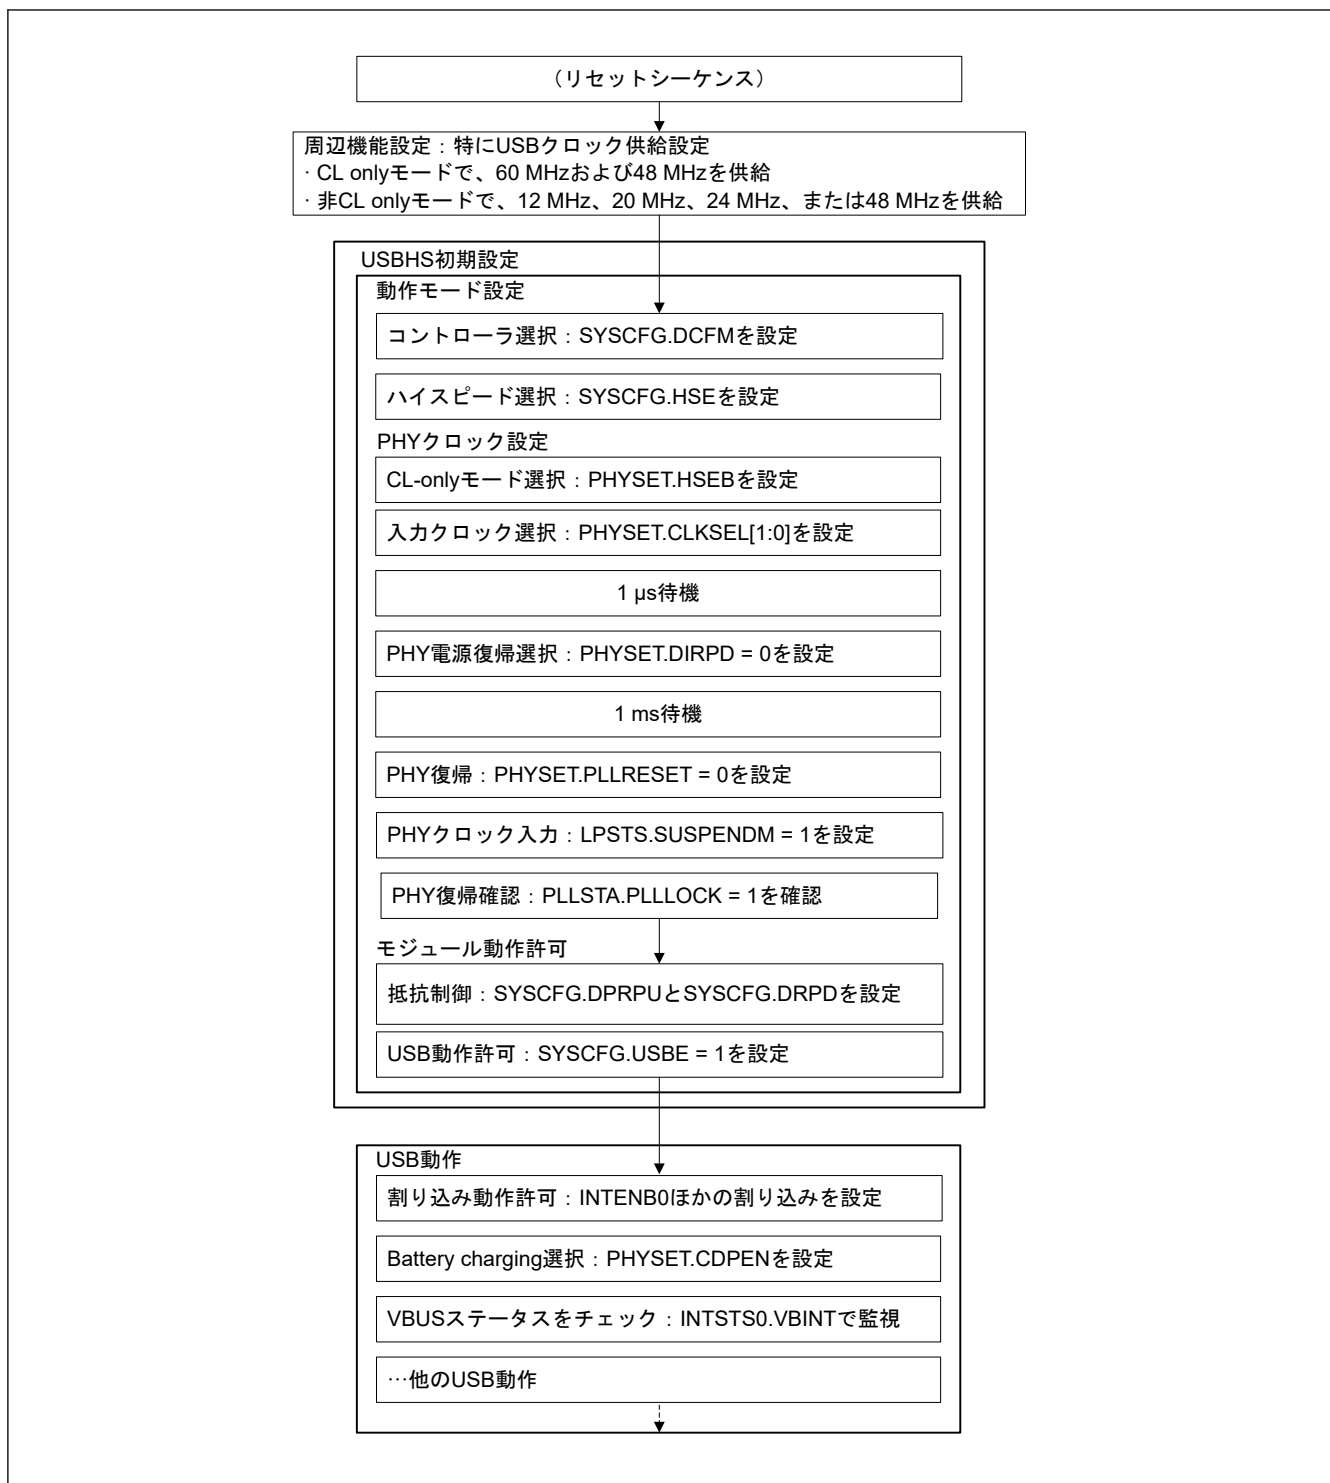 （リセットシーケンス）
周辺機能設定：特にUSBクロック供給設定
· CL onlyモードで、60 MHzおよび48 MHzを供給
· 非CL onlyモードで、12 MHz、20 MHz、24 MHz、または48 MHzを供給
USBHS初期設定
動作モード設定
コントローラ選択：SYSCFG.DCFMを設定
ハイスピード選択：SYSCFG.HSEを設定
PHYクロック設定
CL-onlyモード選択：PHYSET.HSEBを設定
入力クロック選択：PHYSET.CLKSEL[1:0]を設定
1 μs待機
PHY電源復帰選択：PHYSET.DIRPD = 0を設定
1 ms待機
PHY復帰：PHYSET.PLLRESET = 0を設定
PHYクロック入力：LPSTS.SUSPENDM = 1を設定
PHY復帰確認：PLLSTA.PLLLOCK = 1を確認
モジュール動作許可
抵抗制御：SYSCFG.DPRPUとSYSCFG.DRPDを設定
USB動作許可：SYSCFG.USBE = 1を設定
USB動作
割り込み動作許可：INTENB0ほかの割り込みを設定
Battery charging選択：PHYSET.CDPENを設定
VBUSステータスをチェック：INTSTS0.VBINTで監視
…他のUSB動作